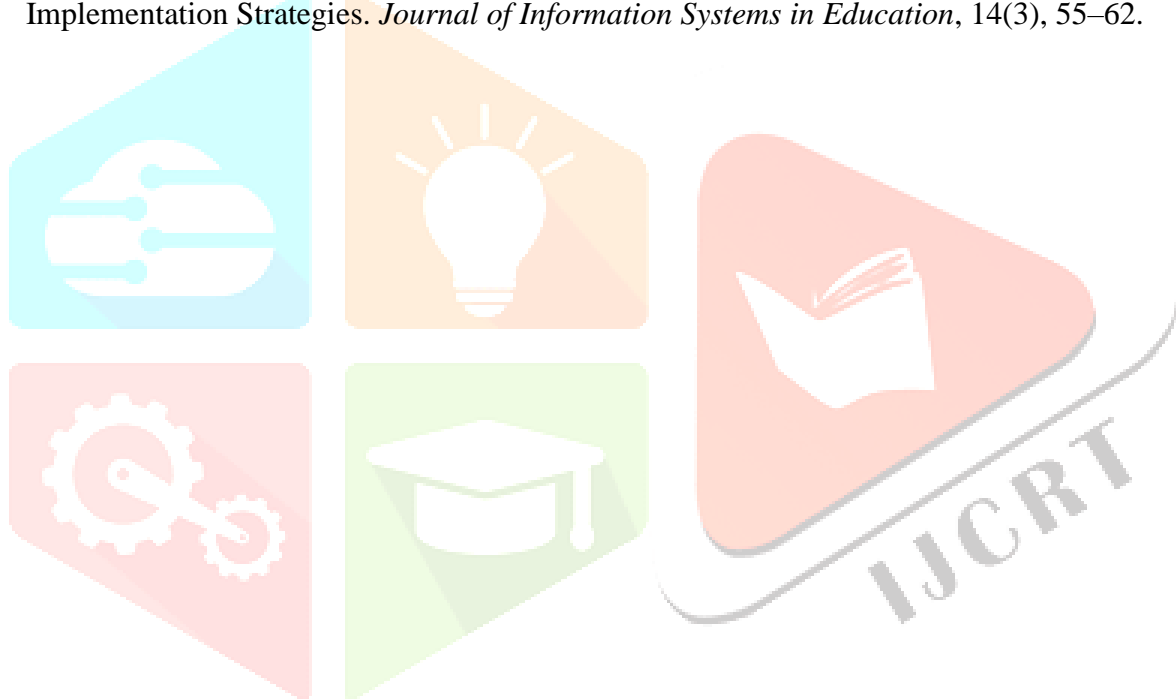 Implementation Strategies. Journal of Information Systems in Education, 14(3), 55–62.
IJCRT